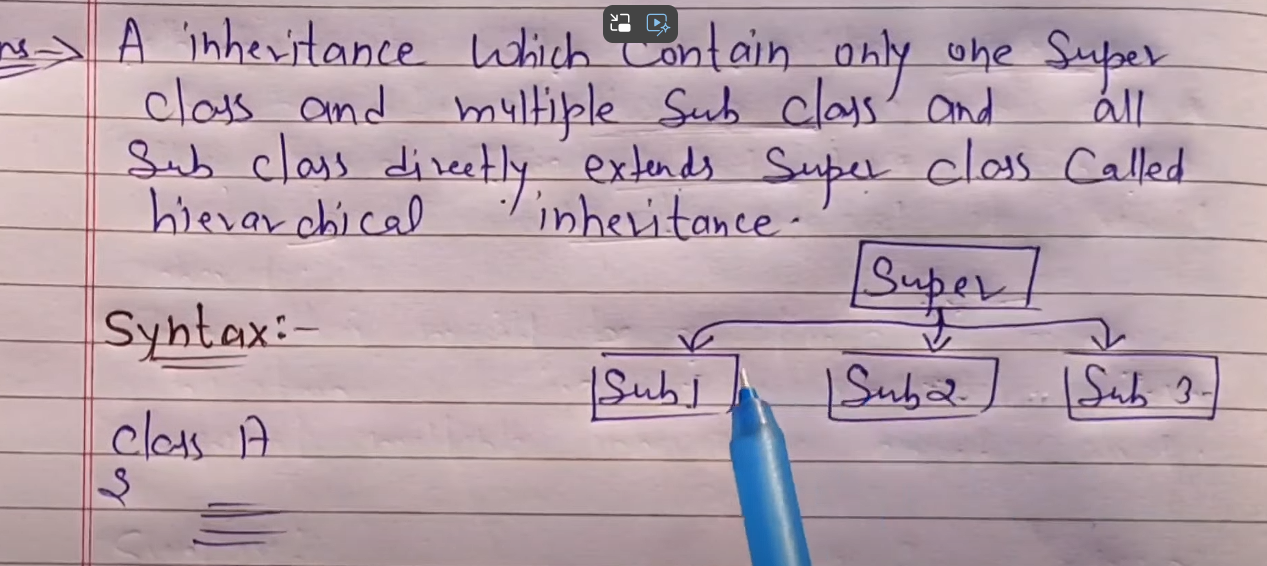 ns → A inheritance which contain only one Super
class and multiple Sub class and all
Sub class directly extends Super class Called
hierarchical inheritance.
Super
Syntax:-
Sub 1 Sub 2. Sub 3.
class A
{